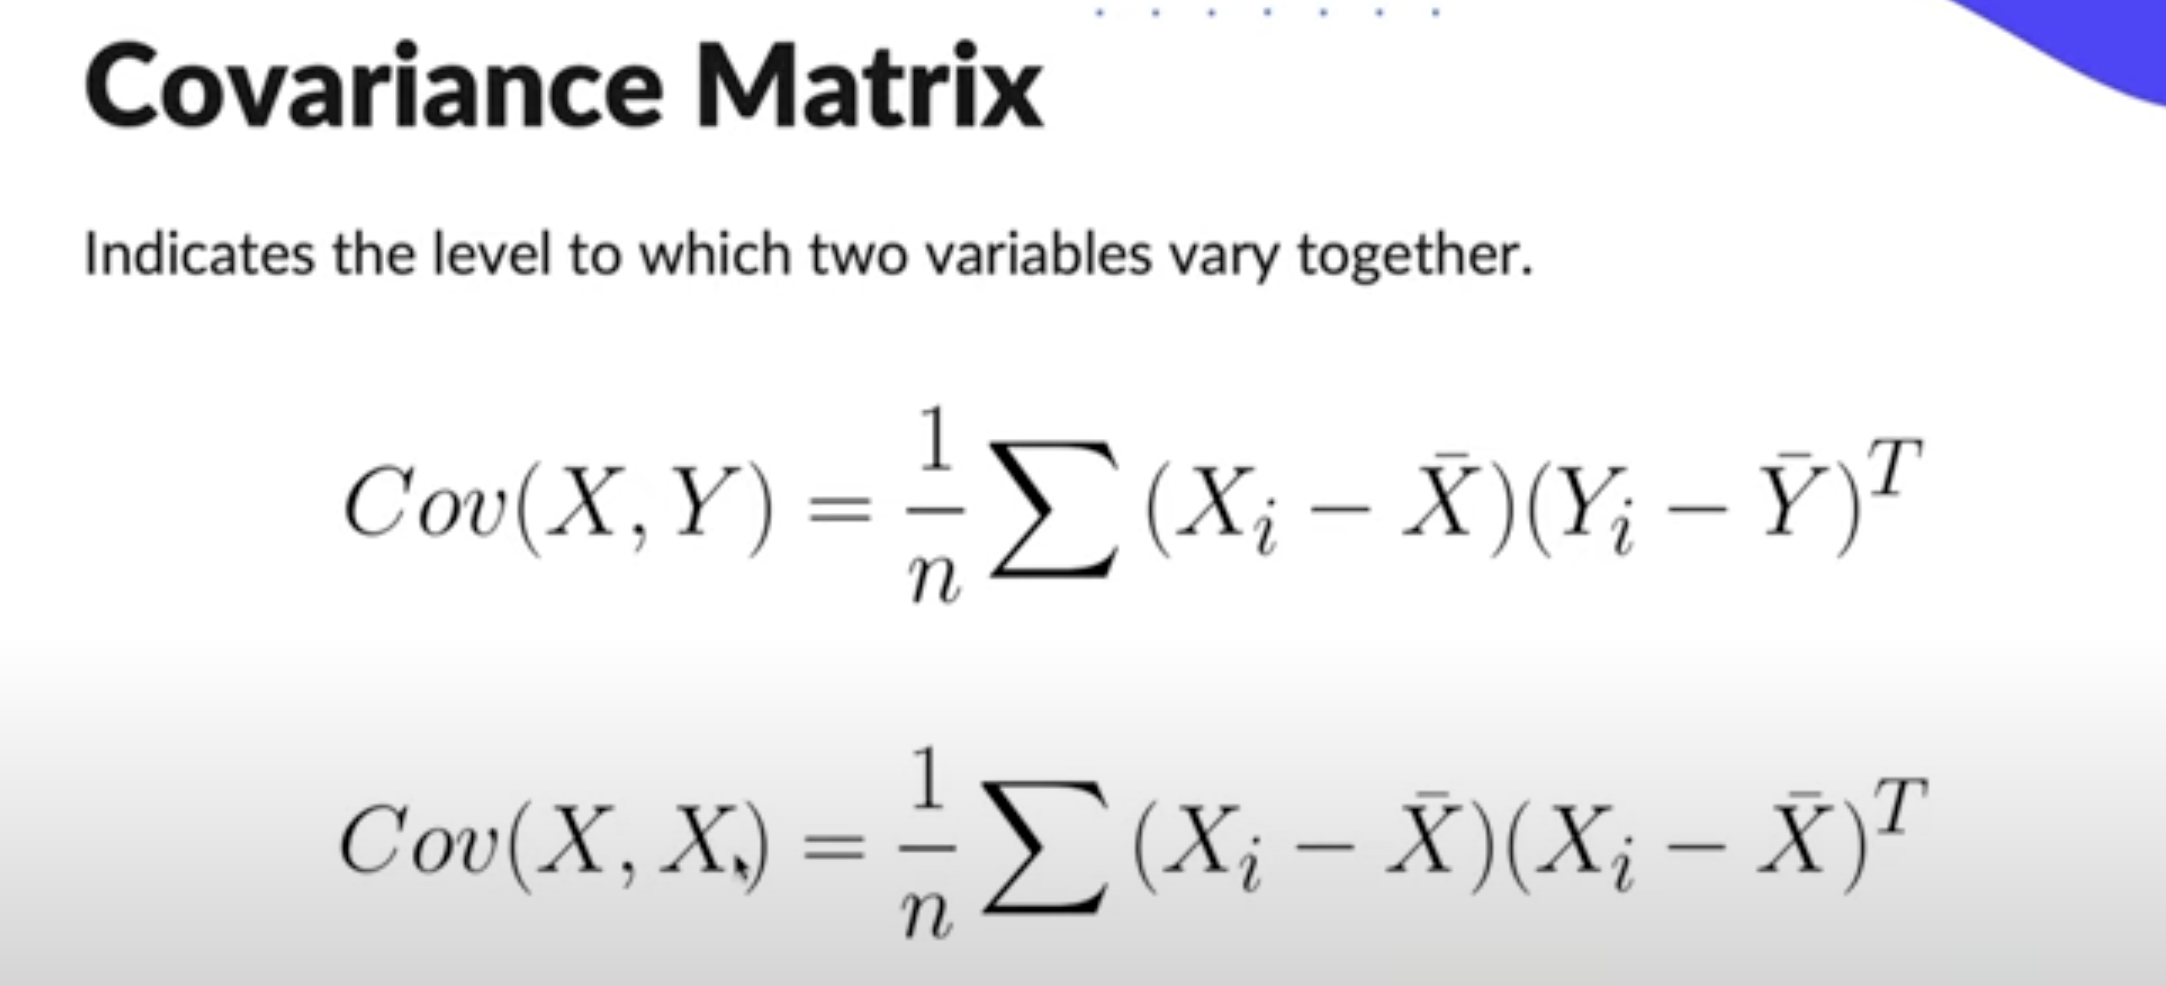 Covariance Matrix
Indicates the level to which two variables vary together.
$Cov(X, Y) = \frac{1}{n} \sum (X_i - \bar{X})(Y_i - \bar{Y})^T$
$Cov(X, X) = \frac{1}{n} \sum (X_i - \bar{X})(X_i - \bar{X})^T$